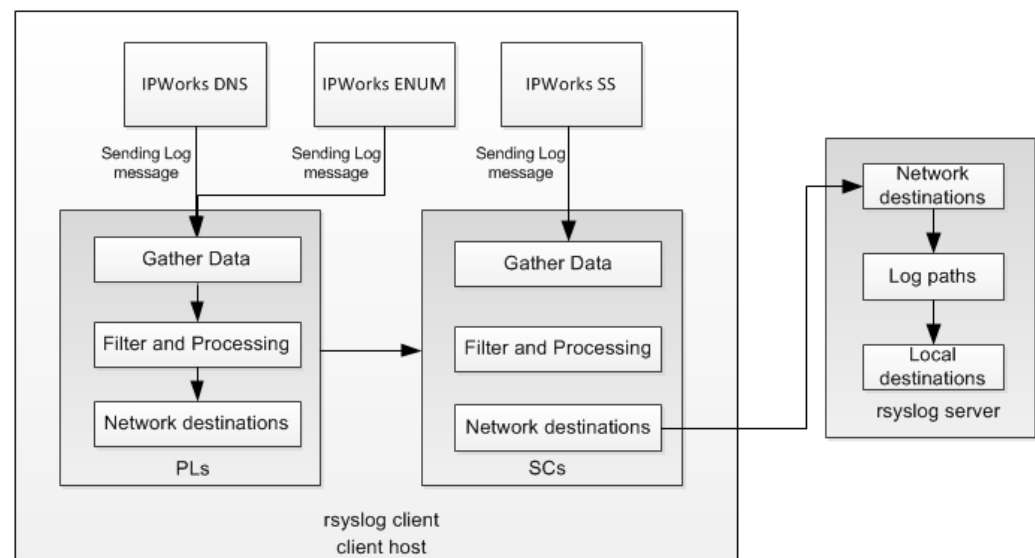 IPWorks DNS
IPWorks ENUM
IPWorks SS
Sending Log
message
Sending Log
message
Sending Log
message
Gather Data
Filter and Processing
Network destinations
PLs
Gather Data
Filter and Processing
Network destinations
SCs
rsyslog client
client host
Network
destinations
Log paths
Local
destinations
rsyslog server